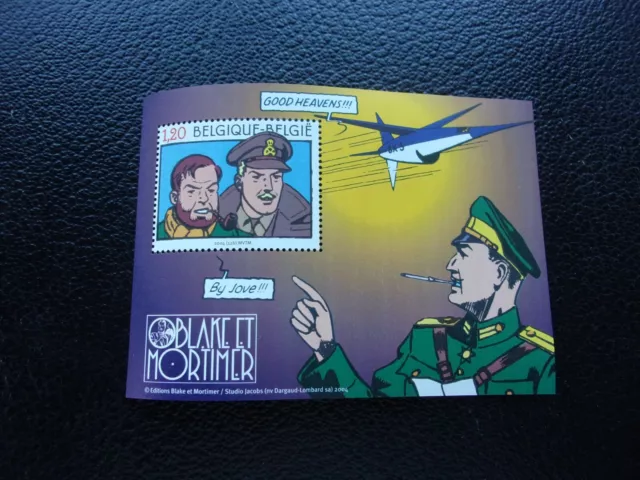 GOOD HEAVENS!!!
1,20 BELGIQUE-BELGIË
By Jove!!!
BLAKE ET
MORTIMER
© Editions Blake et Mortimer / Studio Jacobs (nv Dargaud-Lombard sa) 2004